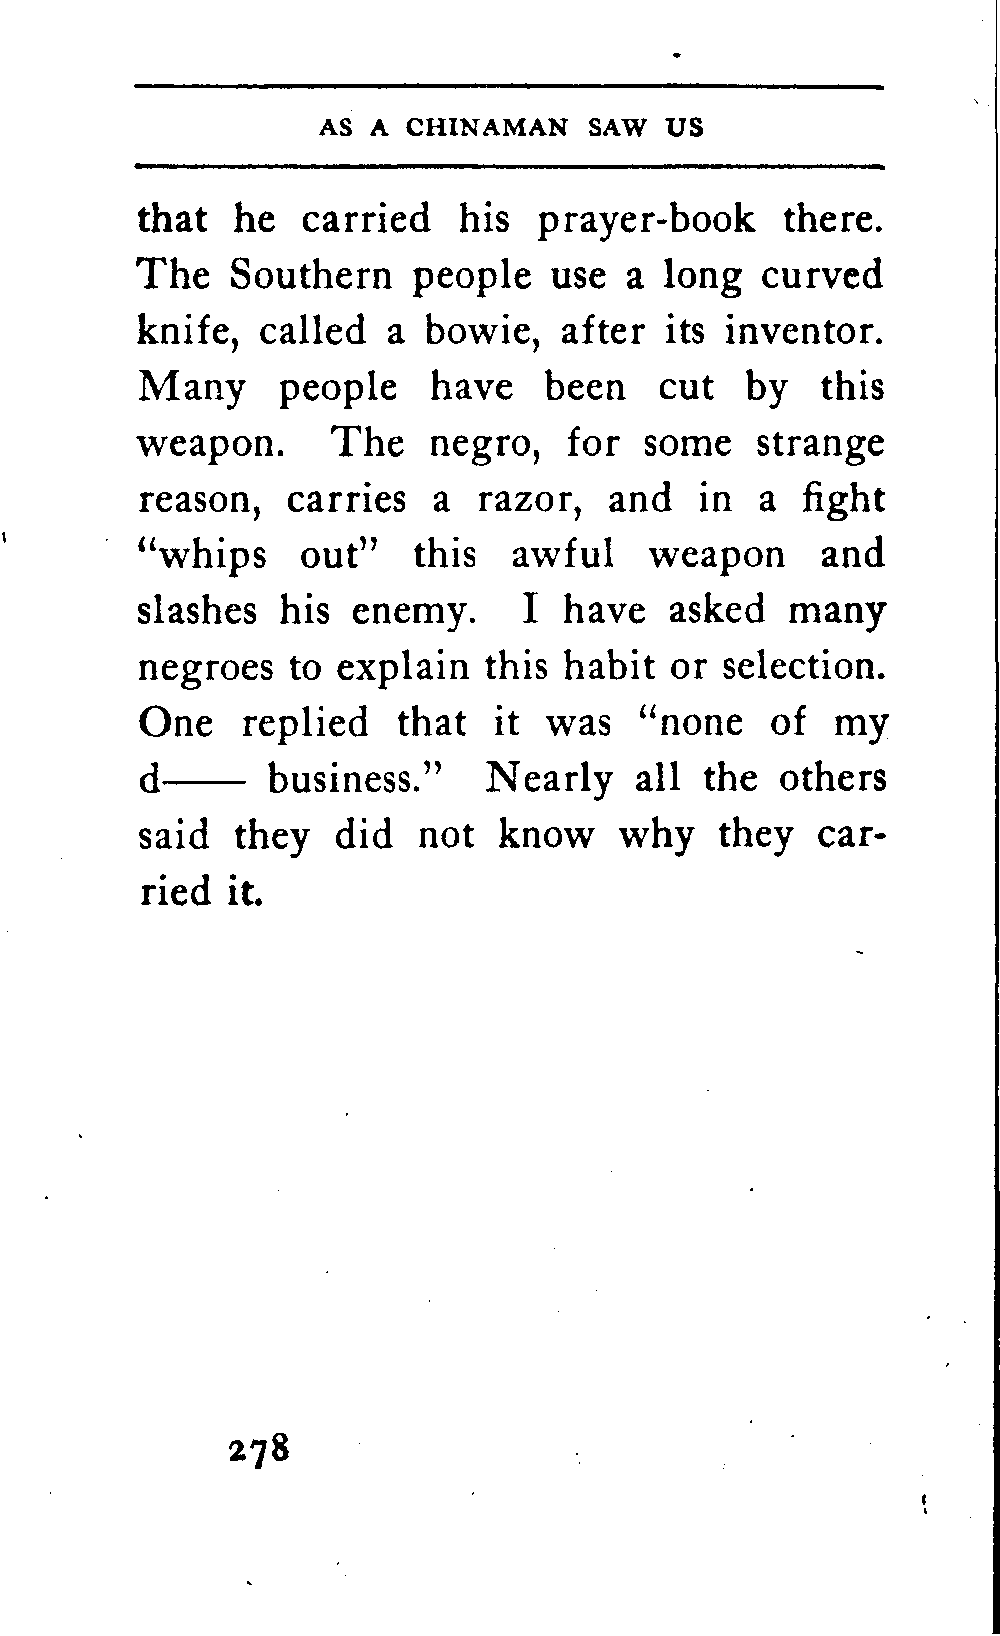 AS A CHINAMAN SAW US
that he carried his prayer-book there.
The Southern people use a long curved
knife, called a bowie, after its inventor.
Many people have been cut by this
weapon. The negro, for some strange
reason, carries a razor, and in a fight
“whips out” this awful weapon and
slashes his enemy. I have asked many
negroes to explain this habit or selection.
One replied that it was “none of my
d—— business.” Nearly all the others
said they did not know why they car-
ried it.
278